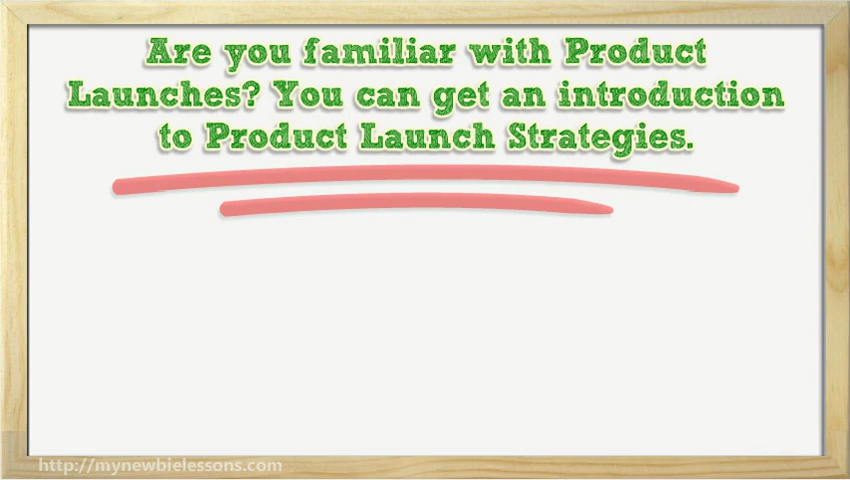 Are you familiar with Product
Launches? You can get an introduction
to Product Launch Strategies.
http://mynewbielessons.com